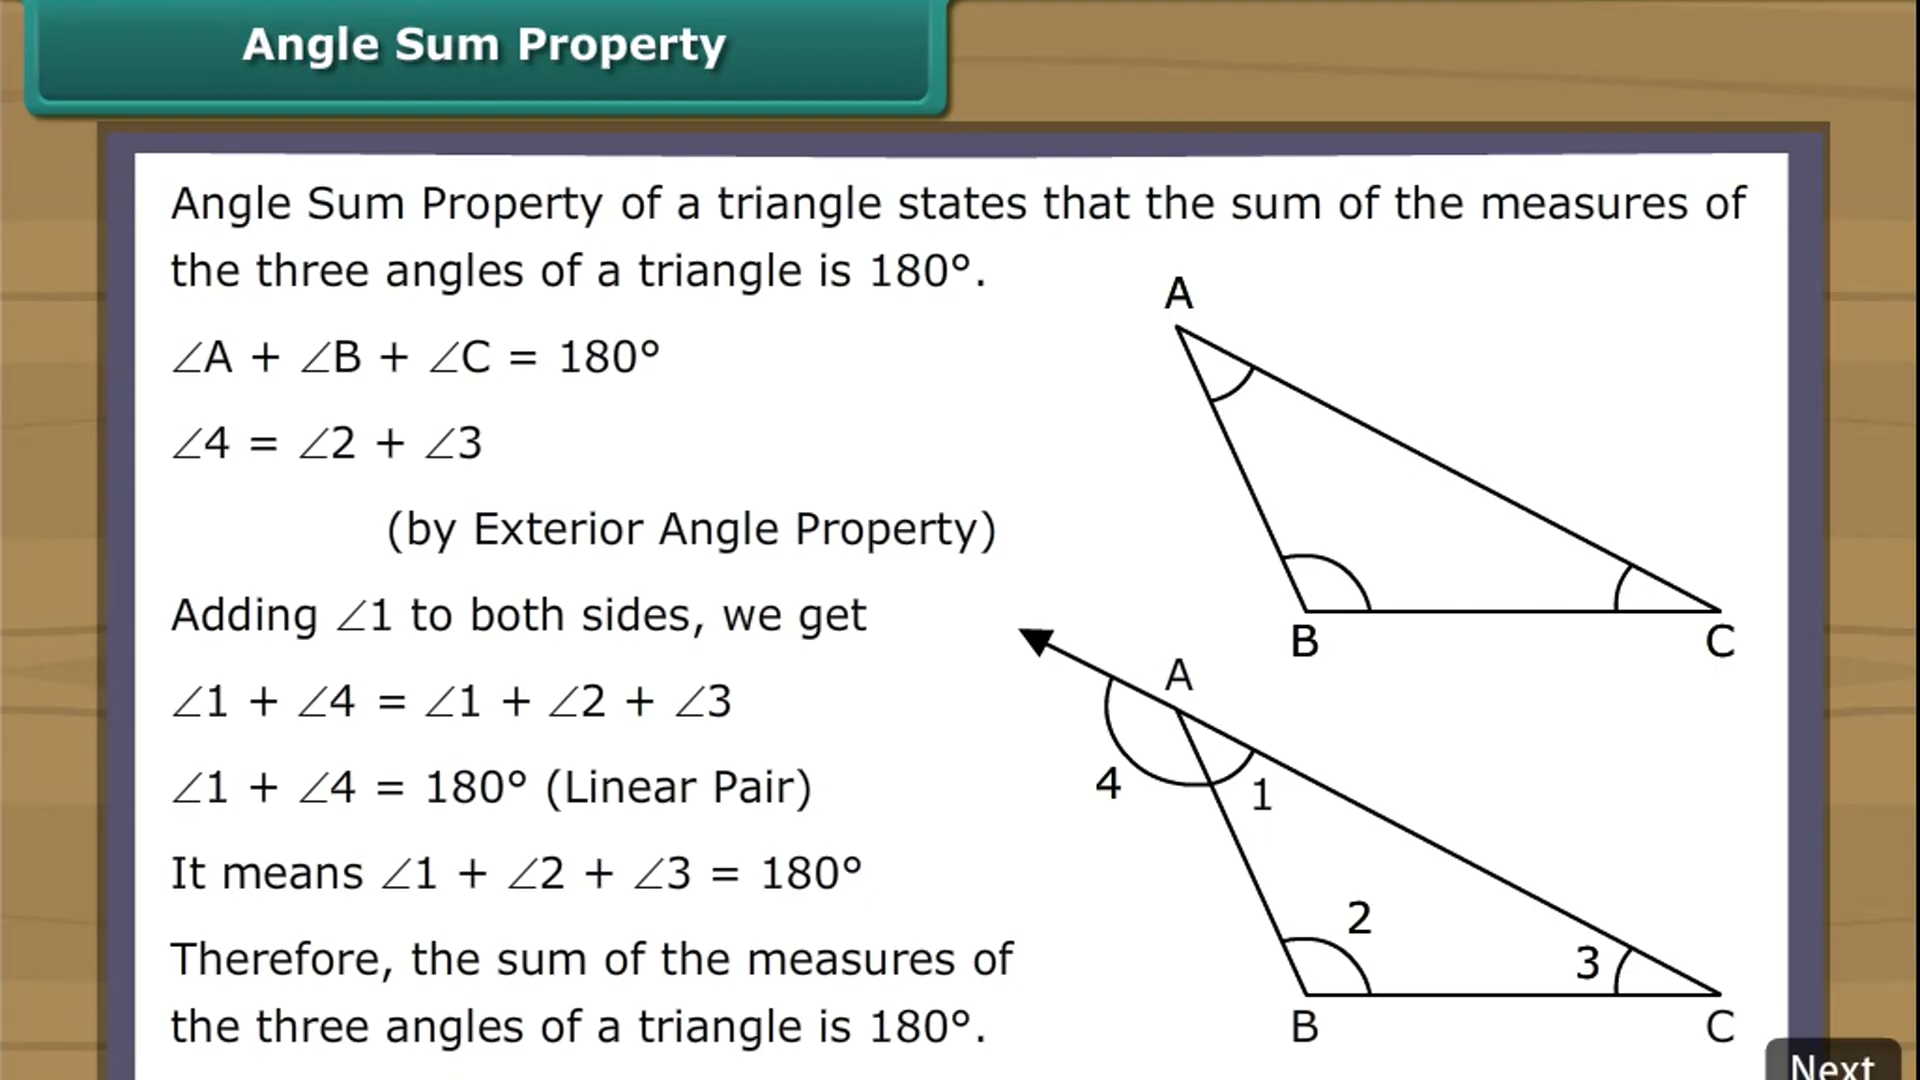 Angle Sum Property
Angle Sum Property of a triangle states that the sum of the measures of
the three angles of a triangle is 180°.
∠A + ∠B + ∠C = 180°
∠4 = ∠2 + ∠3
(by Exterior Angle Property)
Adding ∠1 to both sides, we get
∠1 + ∠4 = ∠1 + ∠2 + ∠3
∠1 + ∠4 = 180° (Linear Pair)
It means ∠1 + ∠2 + ∠3 = 180°
Therefore, the sum of the measures of
the three angles of a triangle is 180°.
A
B
C
A
4
1
2
3
B
C
Next